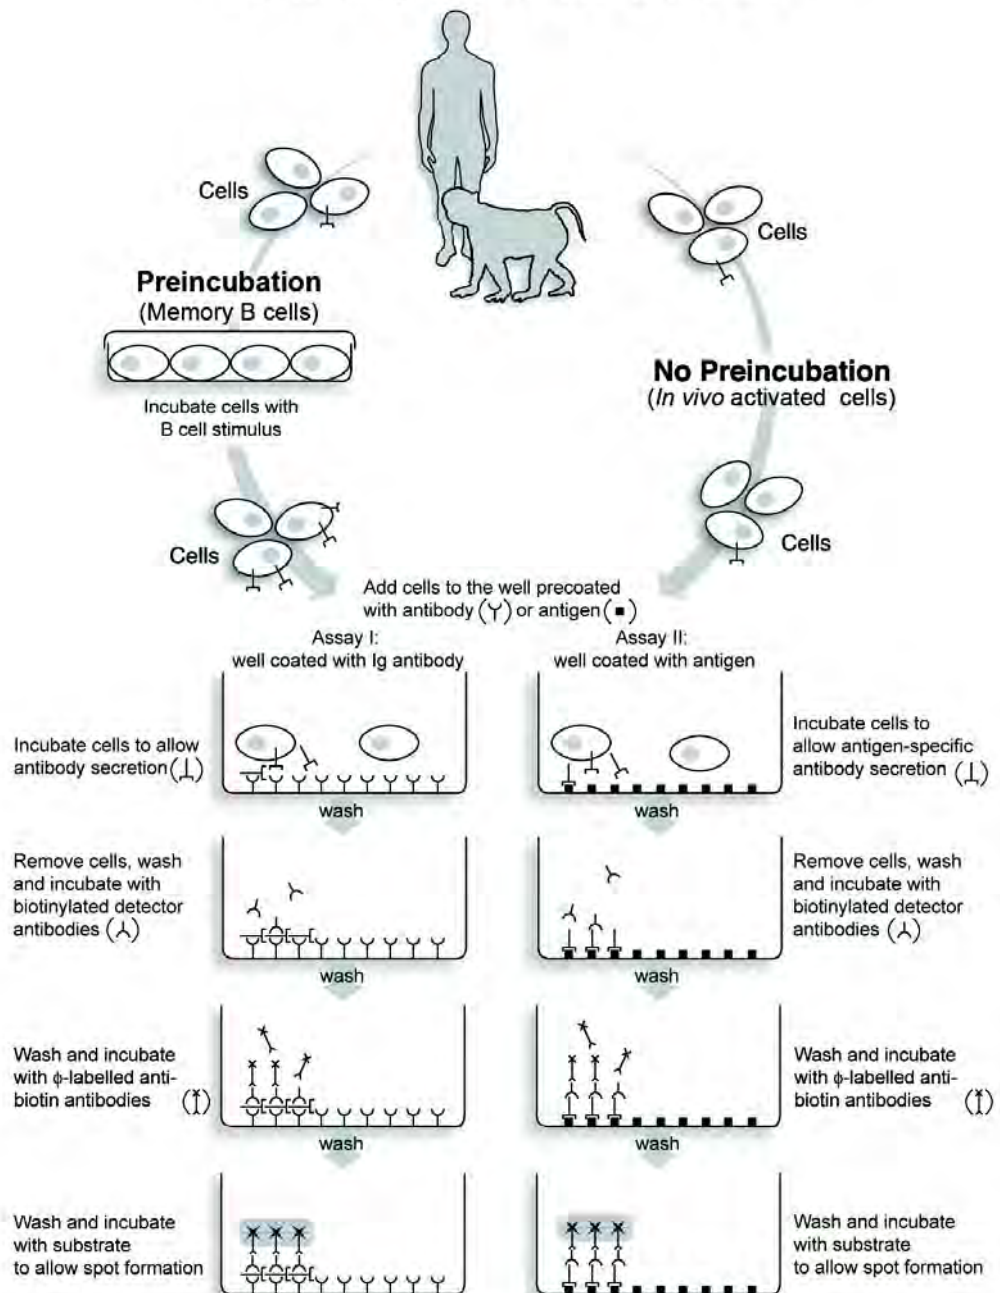 Cells
Cells
Preincubation
(Memory B cells)
Incubate cells with
B cell stimulus
No Preincubation
(In vivo activated cells)
Cells
Cells
Add cells to the well precoated
with antibody (Y) or antigen (■)
Assay I:
well coated with Ig antibody
Assay II:
well coated with antigen
Incubate cells to allow
antibody secretion ( )
Incubate cells to
allow antigen-specific
antibody secretion ( )
wash
wash
Remove cells, wash
and incubate with
biotinylated detector
antibodies ( )
Remove cells, wash
and incubate with
biotinylated detector
antibodies ( )
wash
wash
Wash and incubate
with ɸ-labelled anti-
biotin antibodies ( )
Wash and incubate
with ɸ-labelled anti-
biotin antibodies ( )
wash
wash
Wash and incubate
with substrate
to allow spot formation
Wash and incubate
with substrate
to allow spot formation